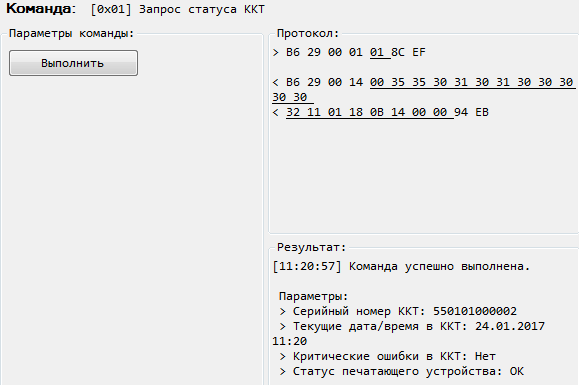 Команда: [0x01] Запрос статуса ККТ
Параметры команды:
Выполнить
Протокол:
> B6 29 00 01 01 8C EF
< B6 29 00 14 00 35 35 30 31 30 31 30 30 30
30 30
< 32 11 01 18 0B 14 00 00 94 EB
Результат:
[11:20:57] Команда успешно выполнена.
Параметры:
> Серийный номер ККТ: 550101000002
> Текущие дата/время в ККТ: 24.01.2017
11:20
> Критические ошибки в ККТ: Нет
> Статус печатающего устройства: ОК